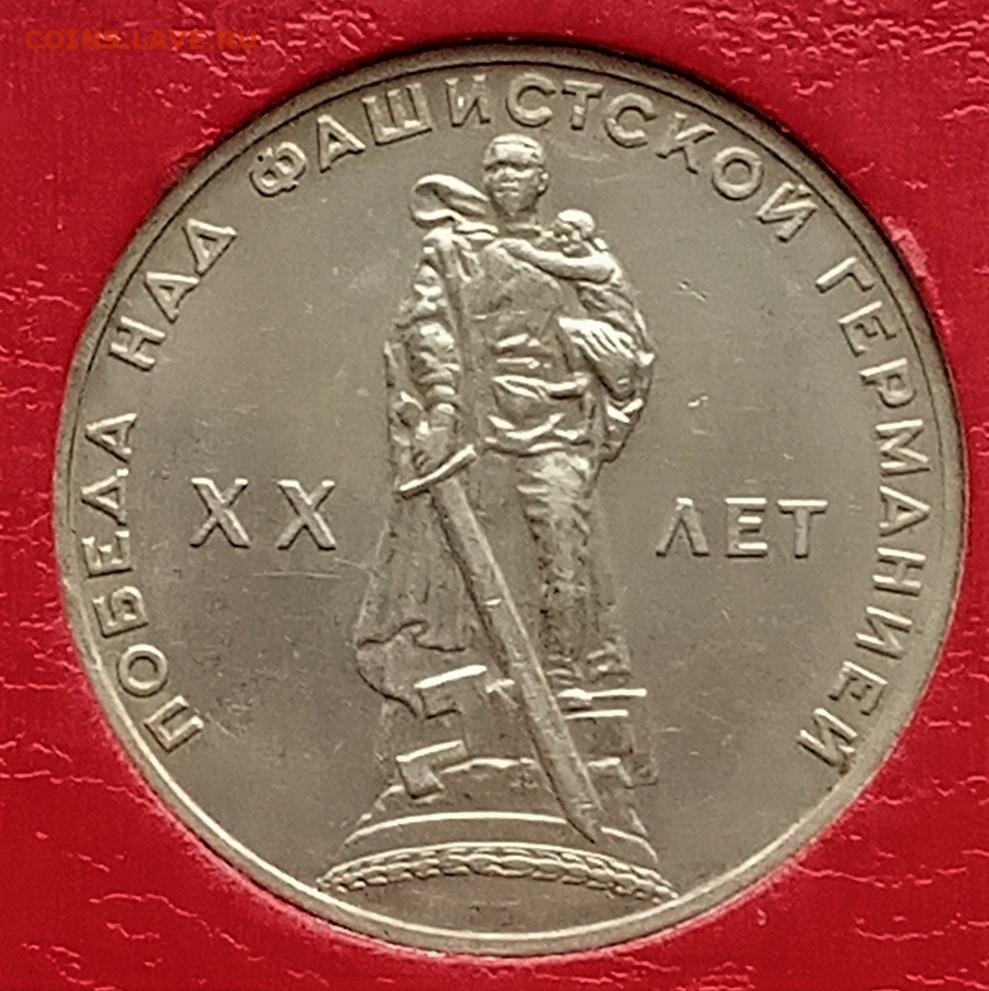 COINS.LAVE.RU
ПОБЕДА НАД ФАШИСТСКОЙ ГЕРМАНИЕЙ
XX ЛЕТ